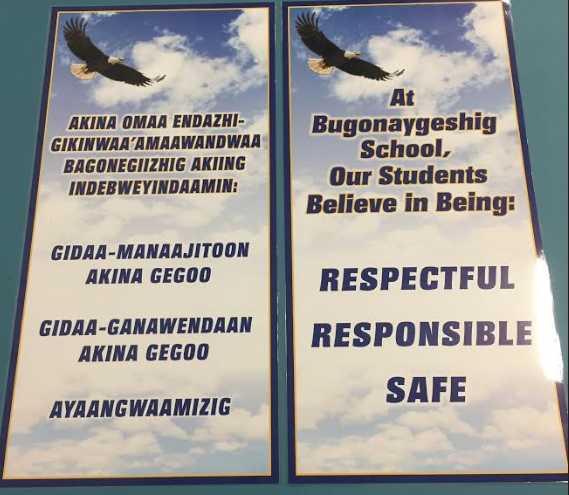 AKINA OMAA ENDAZHI-
GIKINWAA'AMAAWANDWAA
BAGONEGIIZHIG AKIING
INDEBWEYINDAAMIN:
GIDAA-MANAAJITOON
AKINA GEGOO
GIDAA-GANAWENDAAN
AKINA GEGOO
AYAANGWAAMIZIG
At
Bugonaygeshig
School,
Our Students
Believe in Being:
RESPECTFUL
RESPONSIBLE
SAFE